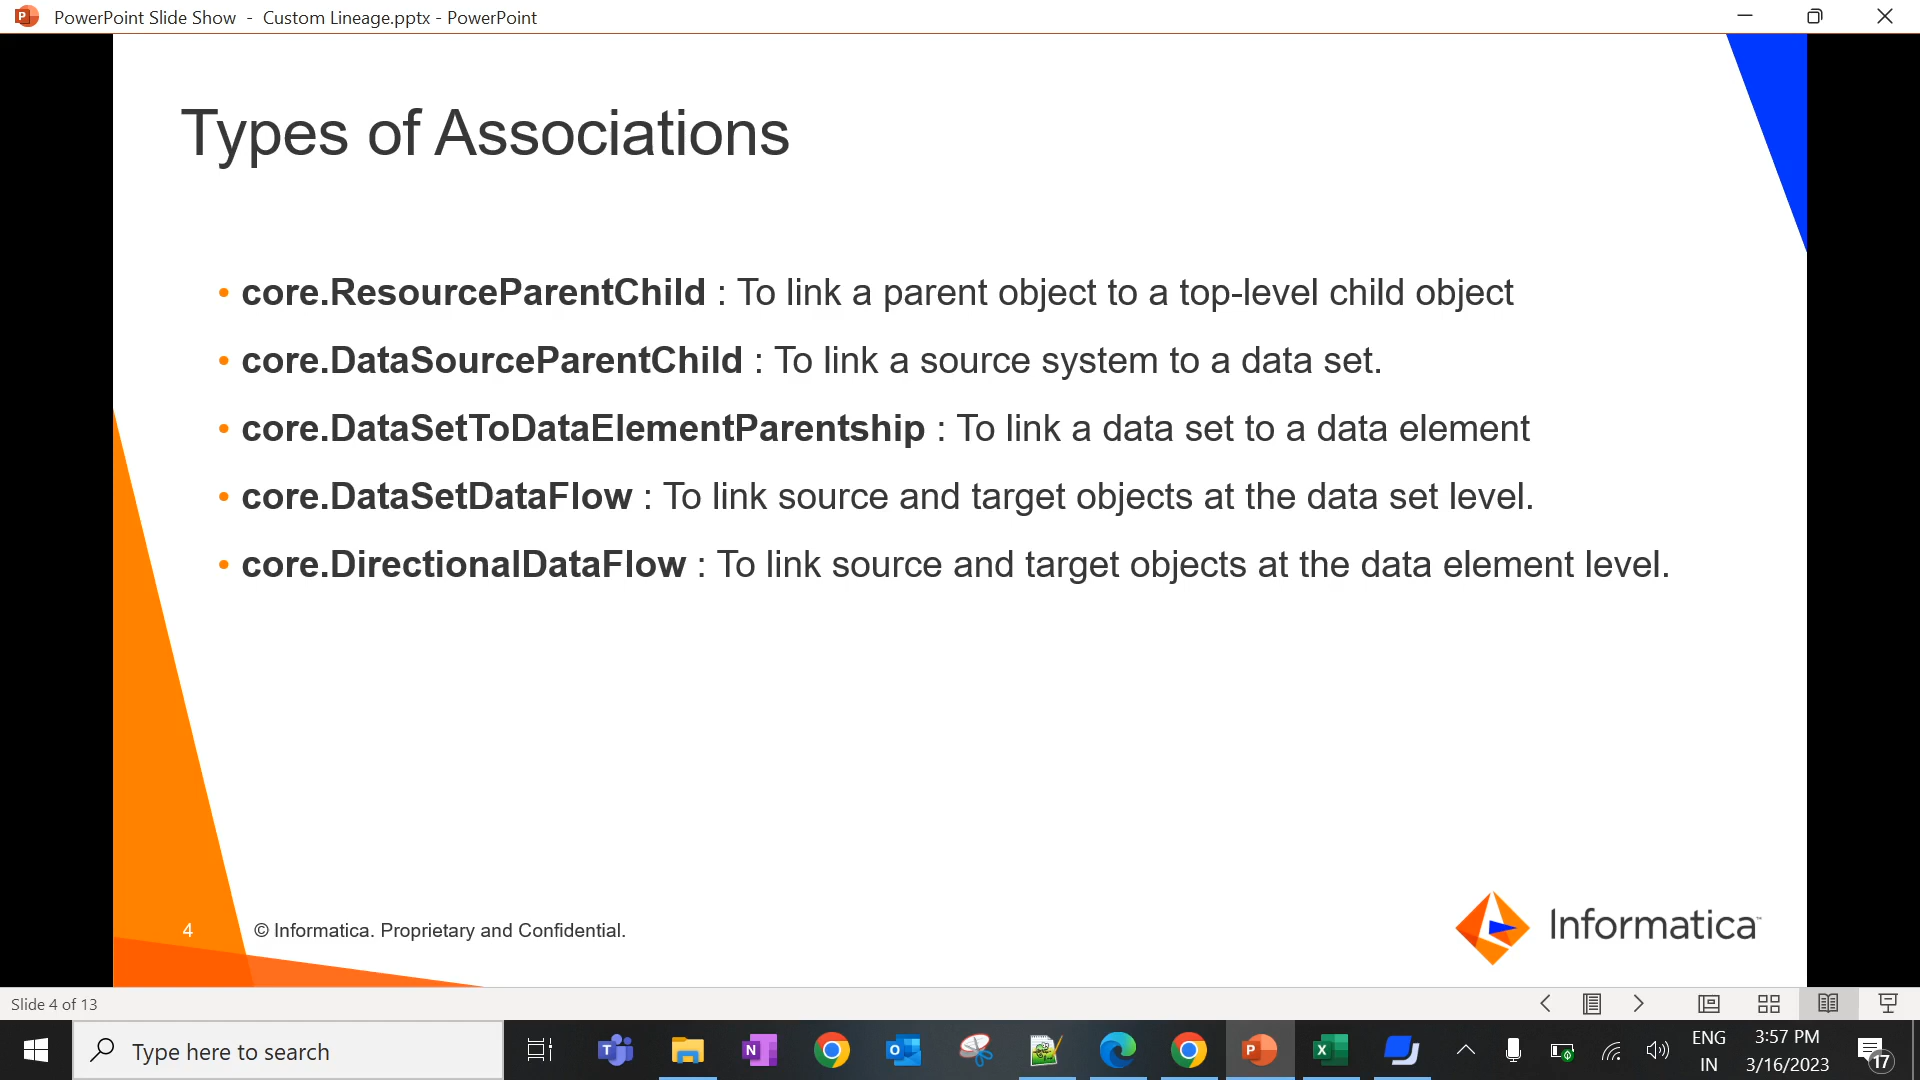 PowerPoint Slide Show - Custom Lineage.pptx - PowerPoint
Types of Associations
• core.ResourceParentChild : To link a parent object to a top-level child object
• core.DataSourceParentChild : To link a source system to a data set.
• core.DataSetToDataElementParentship : To link a data set to a data element
• core.DataSetDataFlow : To link source and target objects at the data set level.
• core.DirectionalDataFlow : To link source and target objects at the data element level.
4
© Informatica. Proprietary and Confidential.
Informatica
Slide 4 of 13
Type here to search
ENG
IN
3:57 PM
3/16/2023
17